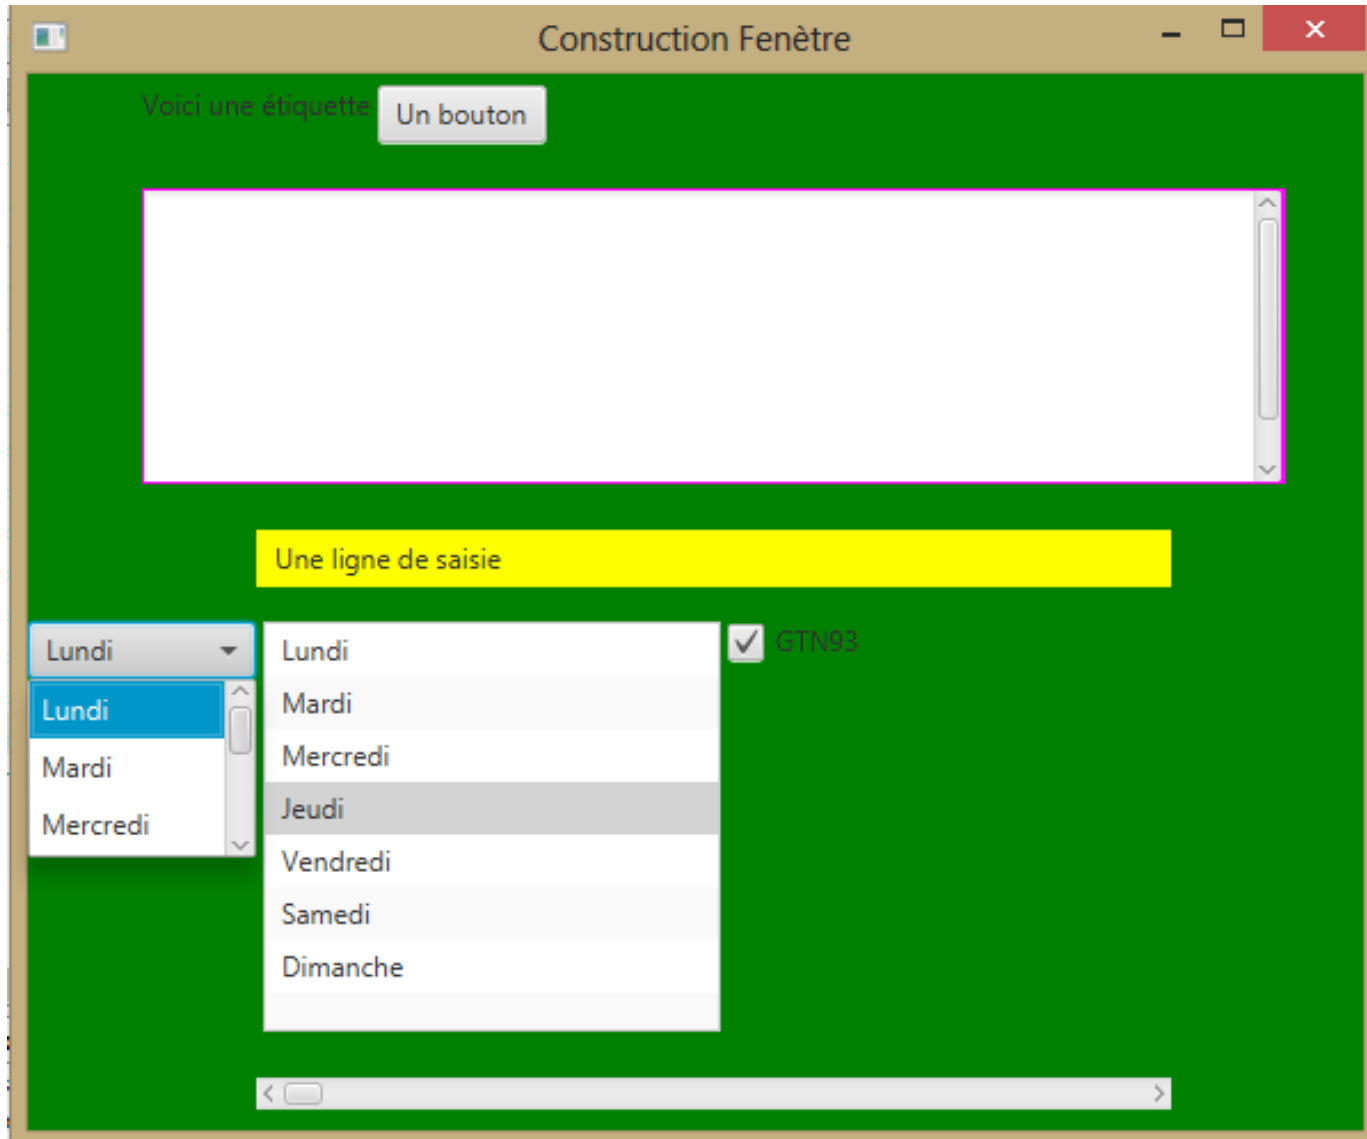 Construction Fenètre
Voici une étiquette
Un bouton
Une ligne de saisie
Lundi
Lundi
Mardi
Mercredi
Lundi
Mardi
Mercredi
Jeudi
Vendredi
Samedi
Dimanche
GTN93